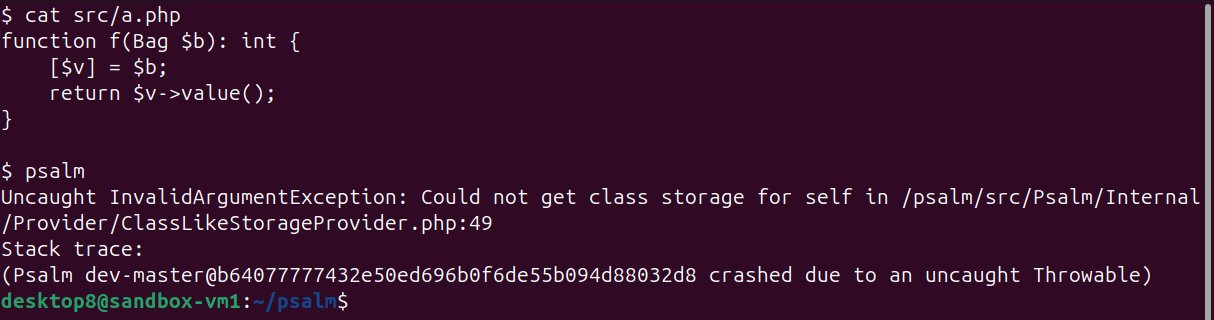 $ cat src/a.php
function f(Bag $b): int {
    [$v] = $b;
    return $v->value();
}

$ psalm
Uncaught InvalidArgumentException: Could not get class storage for self in /psalm/src/Psalm/Internal
/Provider/ClassLikeStorageProvider.php:49
Stack trace:
(Psalm dev-master@b64077777432e50ed696b0f6de55b094d88032d8 crashed due to an uncaught Throwable)
desktop8@sandbox-vm1:~/psalm$